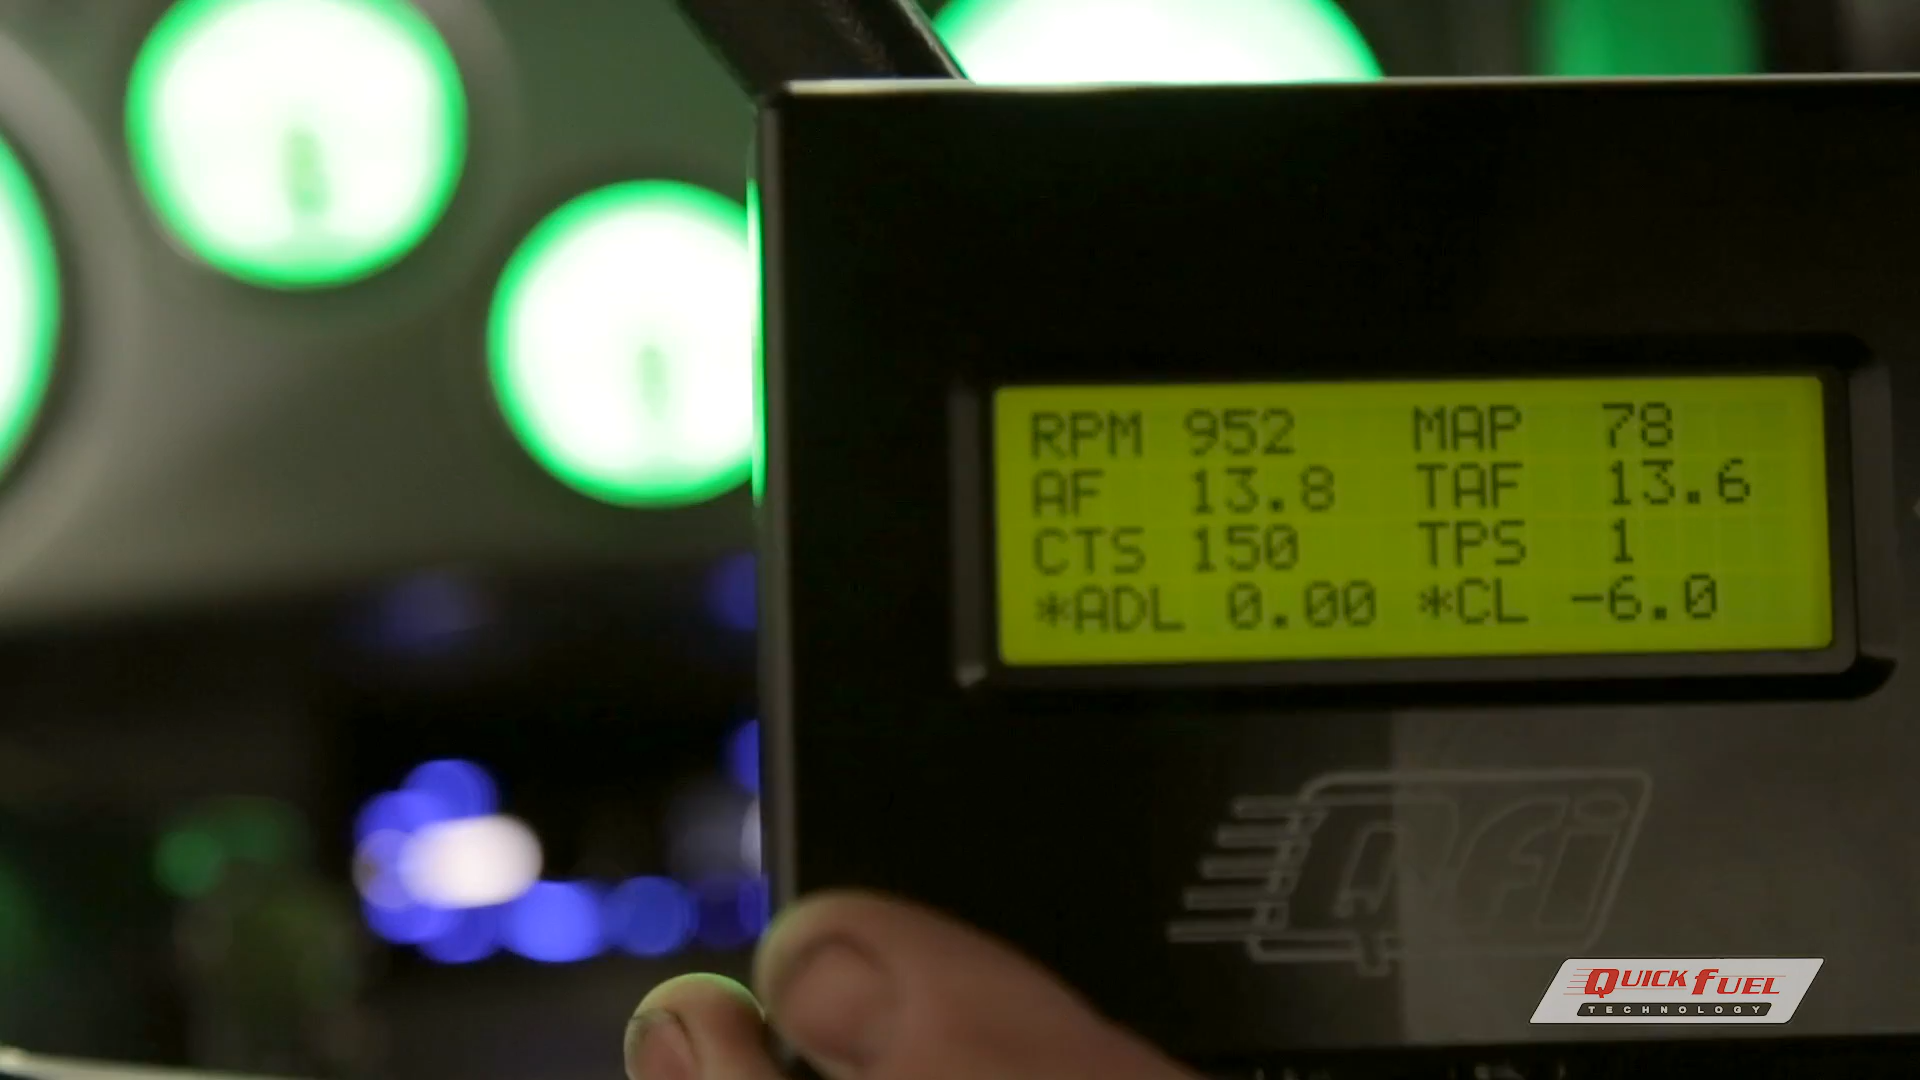 RPM 952 MAP 78
AF 13.8 TAF 13.6
CTS 150 TPS 1
*ADL 0.00 *CL -6.0
QFi
QUICK FUEL
TECHNOLOGY